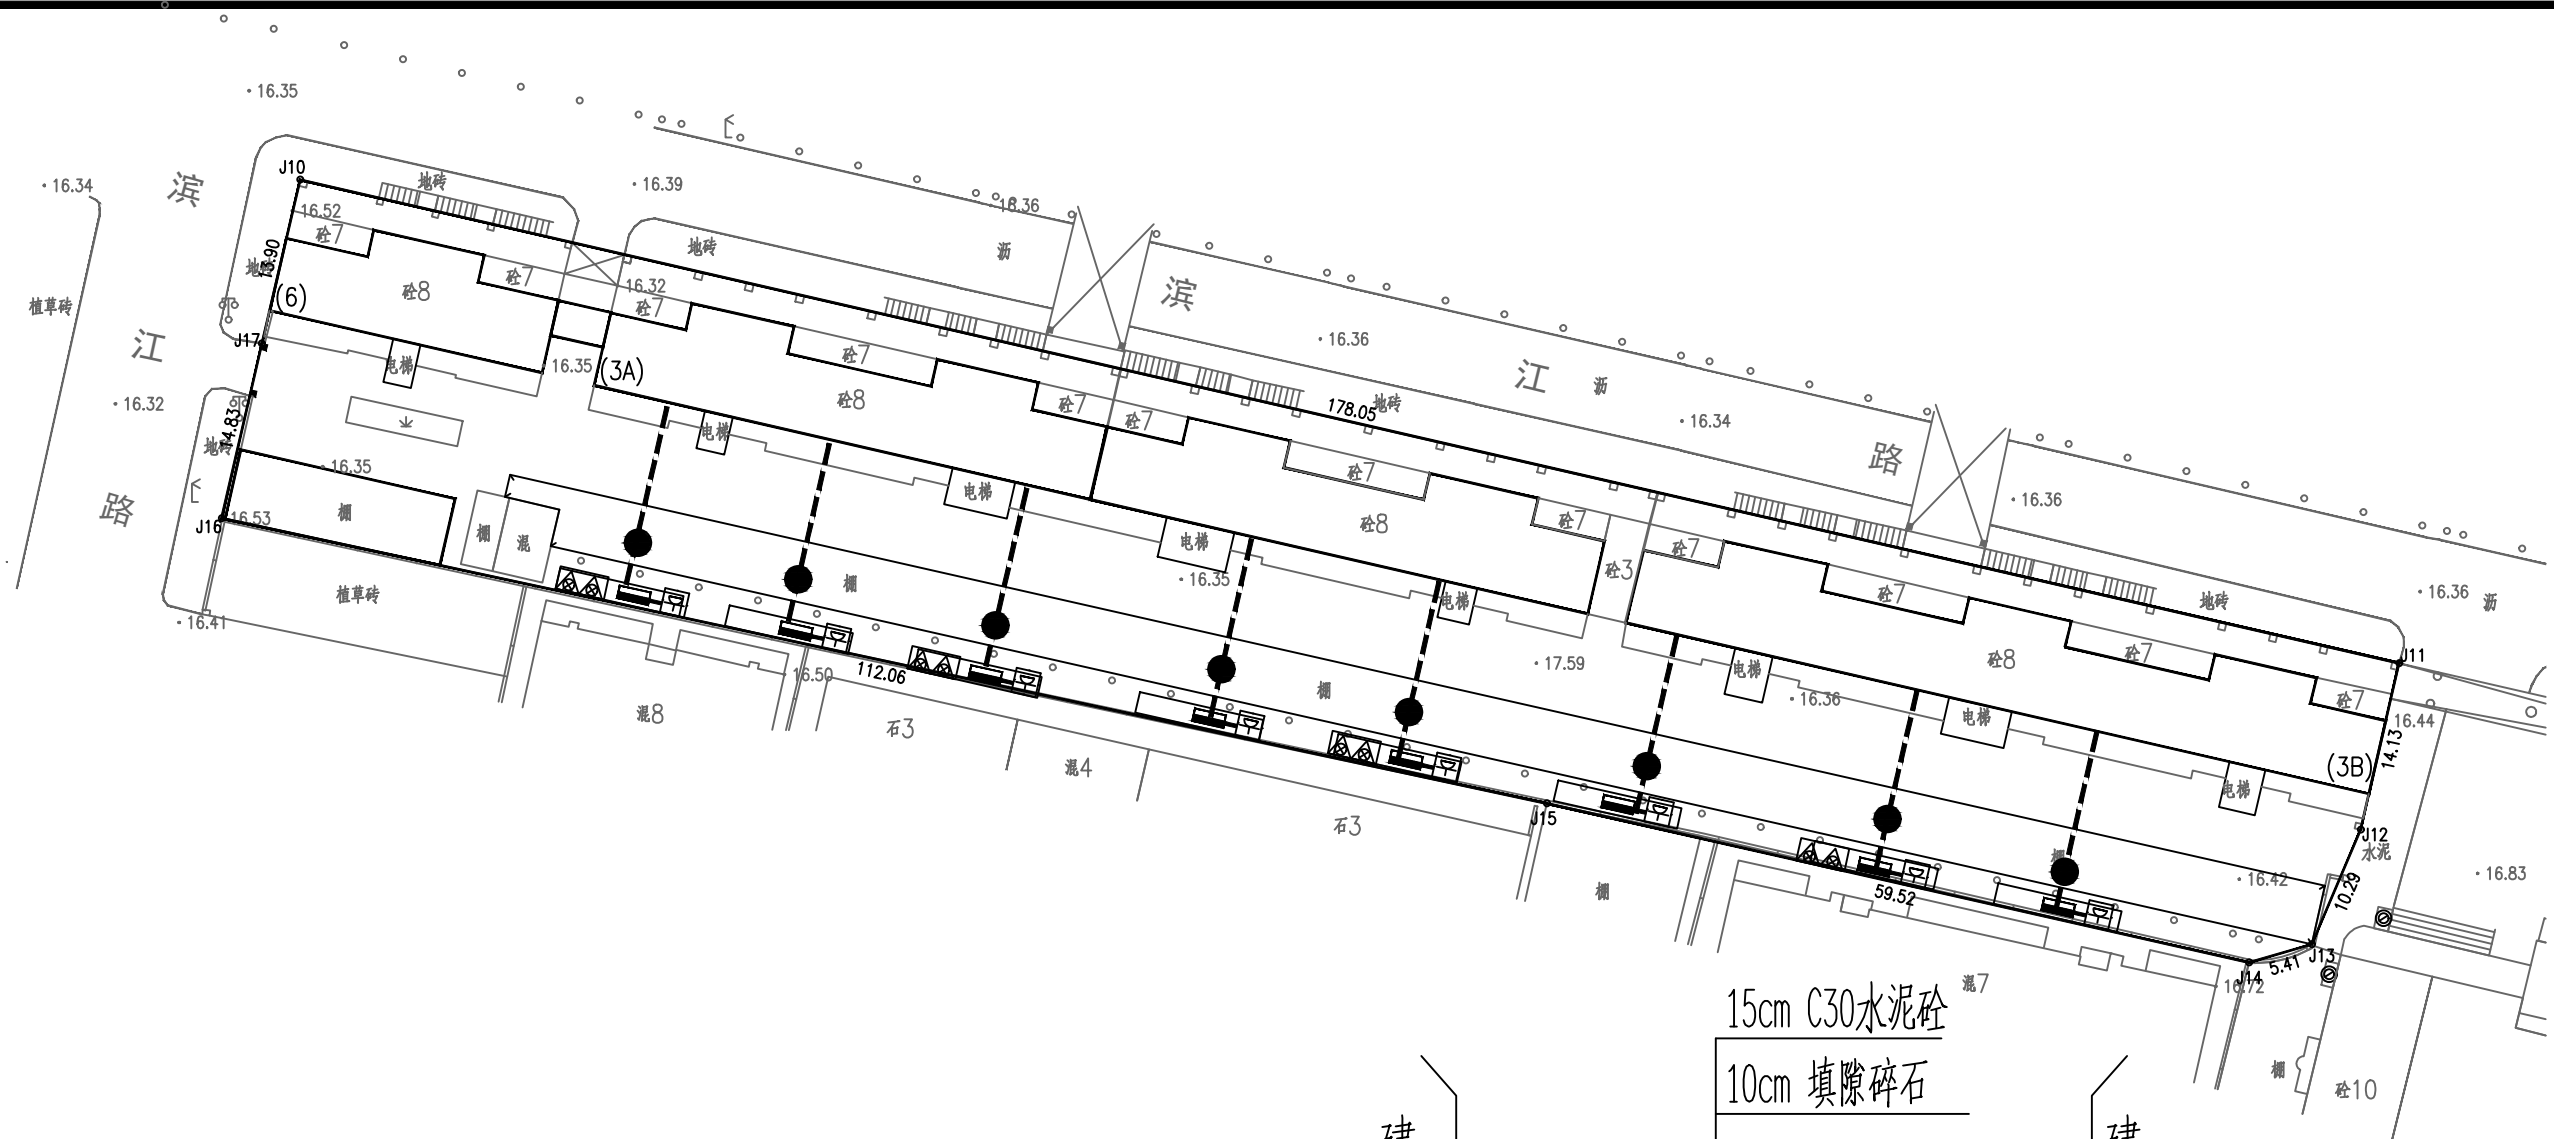 16.35
16.34
滨
J10
地砖
16.39
16.52
砼7
16.36
地砖
沥
13.90
砼7
16.32
滨
砼8
砼7
(6)
植草砖
16.36
J17
江
16.35
(3A)
砼7
江
沥
电梯
16.32
砼8
砼7
178.05
地砖
14.83
地砖
砼7
16.34
电梯
路
16.35
砼7
路
16.53
J16
棚
棚
混
电梯
砼8
砼7
16.36
电梯
砼7
砼3
植草砖
棚
16.35
电梯
砼7
地砖
16.36
沥
16.41
17.59
砼8
砼7
J11
16.50
112.06
电梯
棚
16.36
砼7
混8
石3
电梯
16.44
混4
14.13
(3B)
电梯
石3
J15
J12
水泥
棚
16.42
16.83
棚
59.52
10.29
J13
J14
5.41
16.72
混7
棚
砼10
15cm C30水泥砼
10cm 填隙碎石